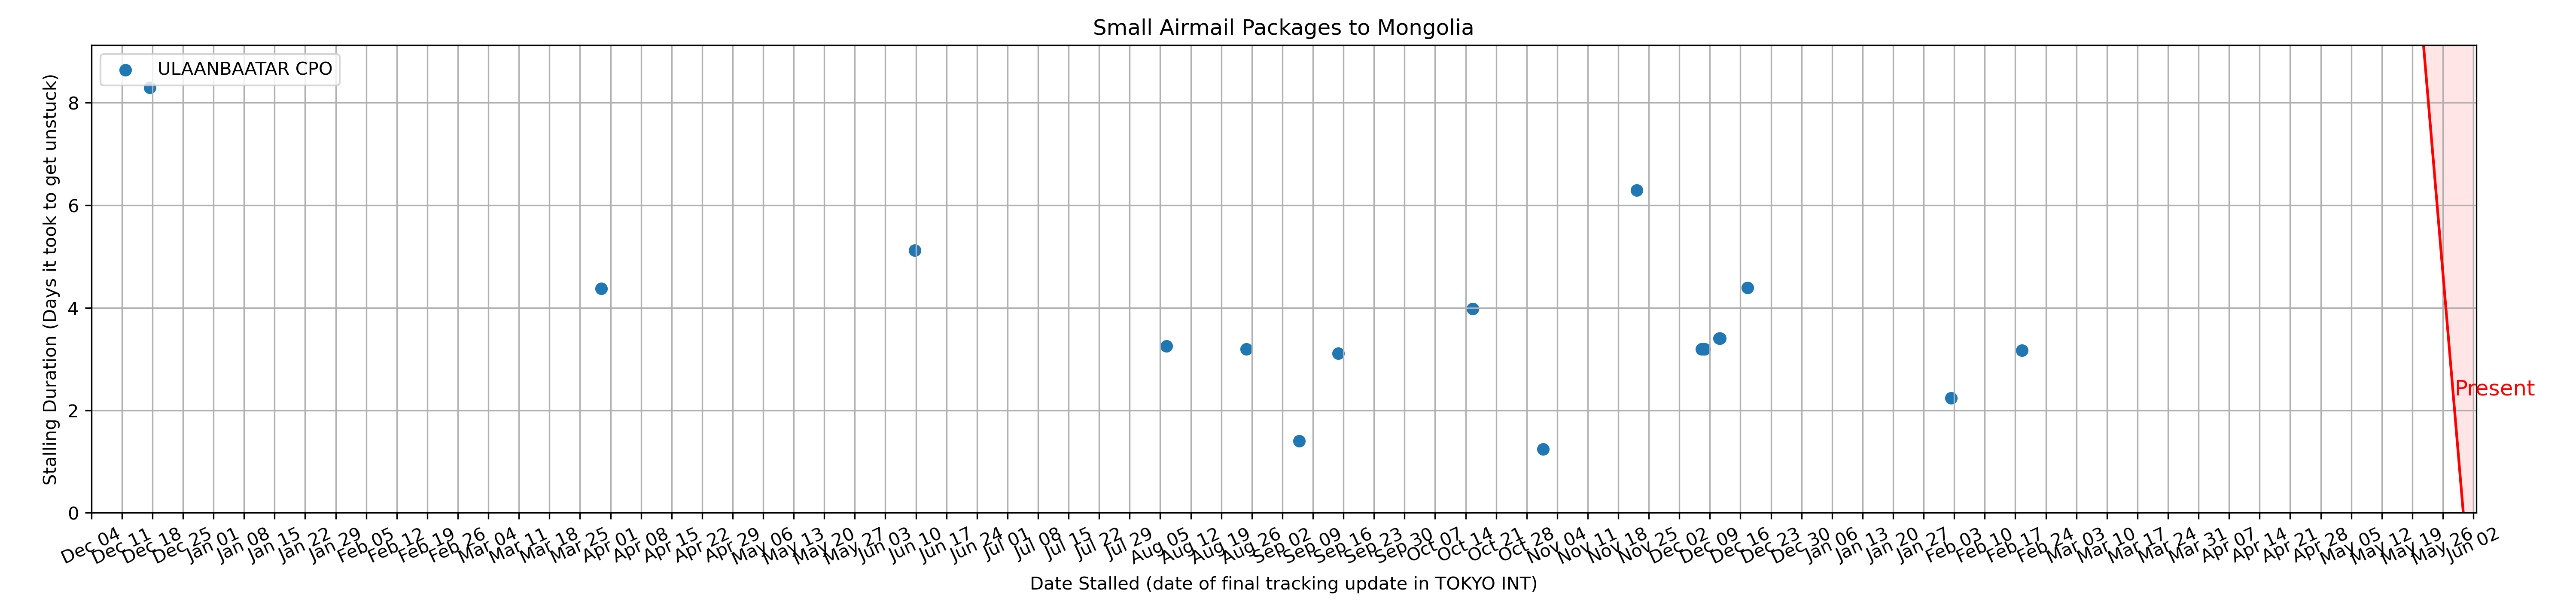 Small Airmail Packages to Mongolia
ULAANBAATAR CPO
Stalling Duration (Days it took to get unstuck)
8
6
4
2
0
Present
Dec 04 Dec 11 Dec 18 Dec 25 Jan 01 Jan 08 Jan 15 Jan 22 Jan 29 Feb 05 Feb 12 Feb 19 Feb 26 Mar 04 Mar 11 Mar 18 Mar 25 Apr 01 Apr 08 Apr 15 Apr 22 Apr 29 May 06 May 13 May 20 May 27 Jun 03 Jun 10 Jun 17 Jun 24 Jul 01 Jul 08 Jul 15 Jul 22 Jul 29 Aug 05 Aug 12 Aug 19 Aug 26 Sep 02 Sep 09 Sep 16 Sep 23 Sep 30 Oct 07 Oct 14 Oct 21 Oct 28 Nov 04 Nov 11 Nov 18 Nov 25 Dec 02 Dec 09 Dec 16 Dec 23 Dec 30 Jan 06 Jan 13 Jan 20 Jan 27 Feb 03 Feb 10 Feb 17 Feb 24 Mar 03 Mar 10 Mar 17 Mar 24 Mar 31 Apr 07 Apr 14 Apr 21 Apr 28 May 05 May 12 May 19 May 26 Jun 02
Date Stalled (date of final tracking update in TOKYO INT)